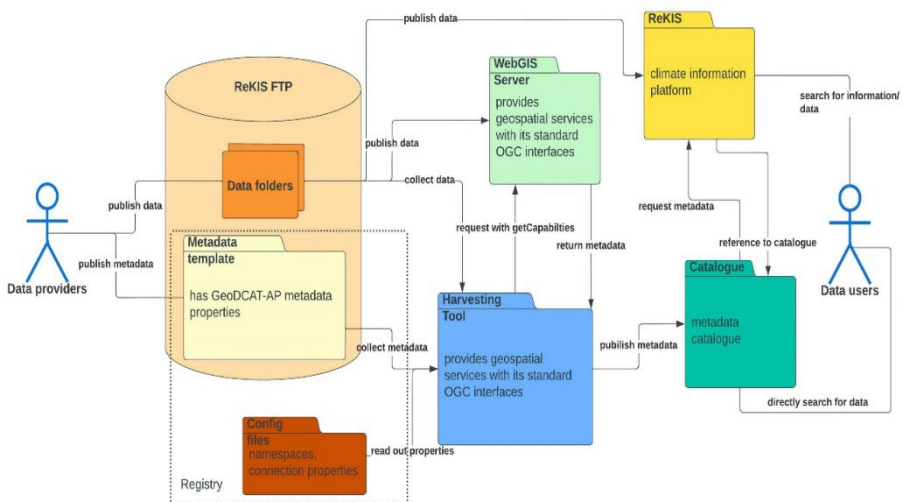 publish data
ReKIS
climate information
platform
search for information/
data
WebGIS
Server
provides
geospatial services
with its standard
OGC interfaces
ReKIS FTP
publish data
Data folders
collect data
publish data
Data providers
publish metadata
Metadata
template
has GeoDCAT-AP metadata
properties
request with getCapabilties
return metadata
request metadata
reference to catalogue
Data users
Harvesting
Tool
provides geospatial
services with its standard
OGC interfaces
collect metadata
publish metadata
Catalogue
metadata
catalogue
directly search for data
Config
files
namespaces,
connection properties
read out properties
Registry